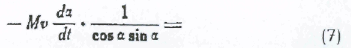 − Mv dα/dt · 1/(cos α sin α) = (7)